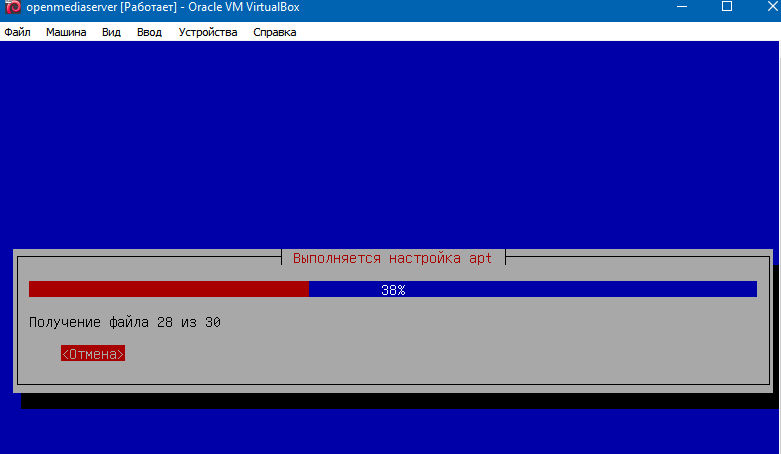 openmediaserver [Работает] - Oracle VM VirtualBox
Файл Машина Вид Ввод Устройства Справка
Выполняется настройка apt
38%
Получение файла 28 из 30
<Отмена>